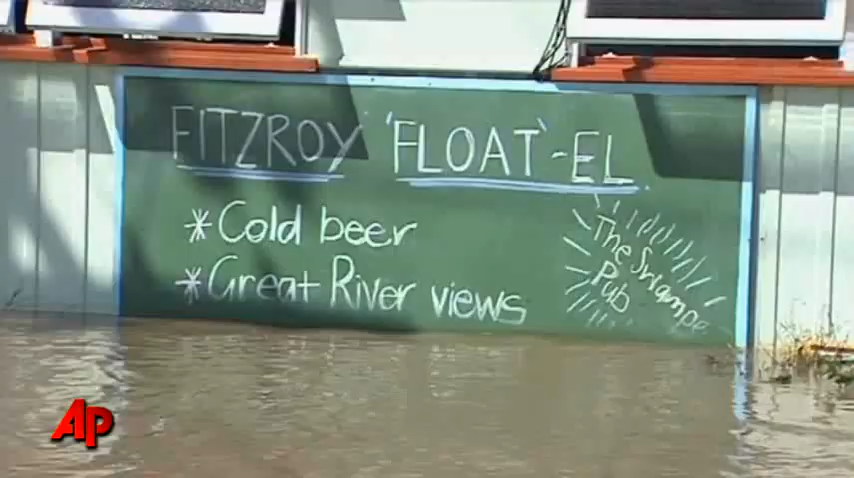 FITZROY 'FLOAT'-EL
*Cold beer
*Great River views
The Swampe
Pub
AP